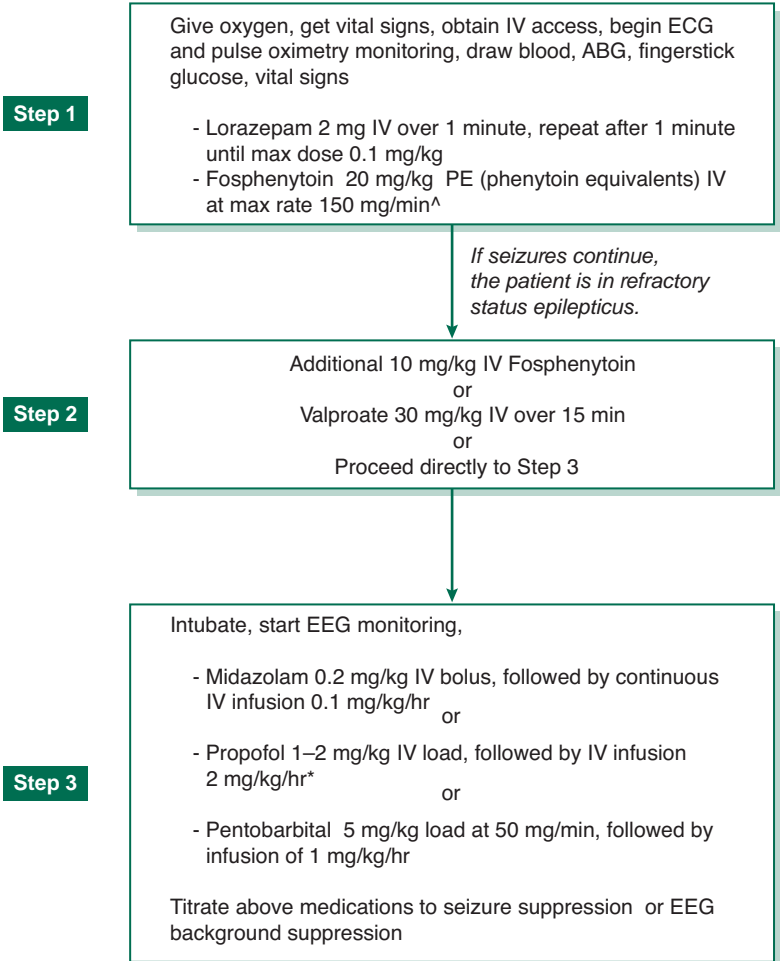 Step 1
Give oxygen, get vital signs, obtain IV access, begin ECG
and pulse oximetry monitoring, draw blood, ABG, fingerstick
glucose, vital signs
- Lorazepam 2 mg IV over 1 minute, repeat after 1 minute
until max dose 0.1 mg/kg
- Fosphenytoin 20 mg/kg PE (phenytoin equivalents) IV
at max rate 150 mg/min^
If seizures continue,
the patient is in refractory
status epilepticus.
Step 2
Additional 10 mg/kg IV Fosphenytoin
or
Valproate 30 mg/kg IV over 15 min
or
Proceed directly to Step 3
Step 3
Intubate, start EEG monitoring,
- Midazolam 0.2 mg/kg IV bolus, followed by continuous
IV infusion 0.1 mg/kg/hr
or
- Propofol 1–2 mg/kg IV load, followed by IV infusion
2 mg/kg/hr*
or
- Pentobarbital 5 mg/kg load at 50 mg/min, followed by
infusion of 1 mg/kg/hr
Titrate above medications to seizure suppression or EEG
background suppression